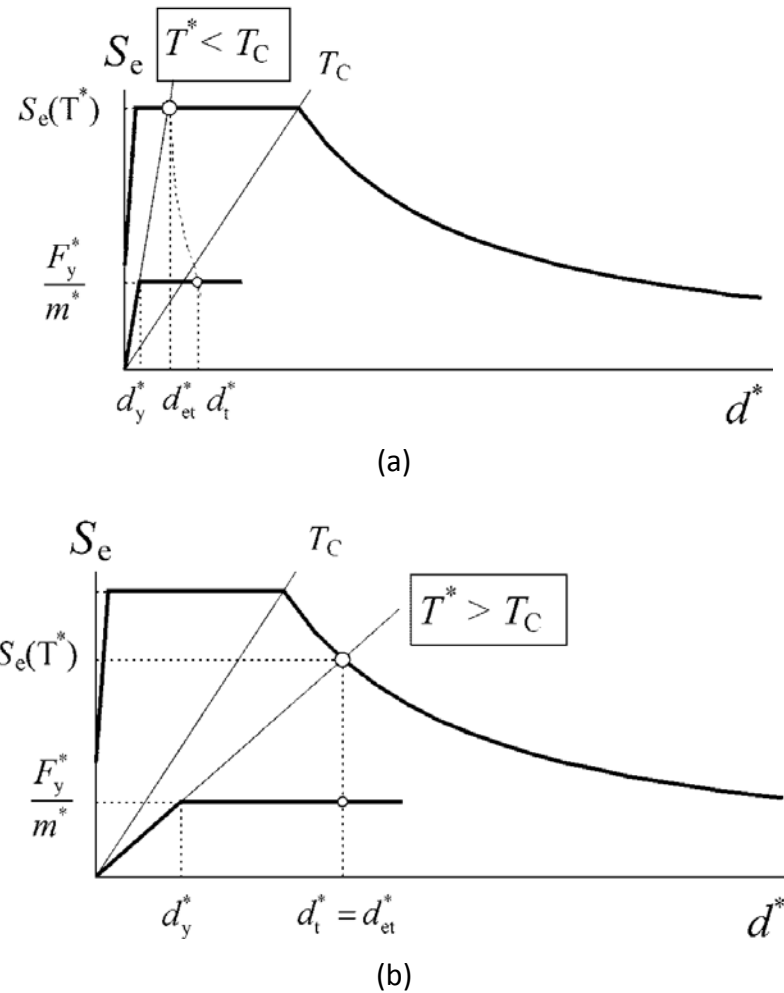 S_e
T^* < T_C
T_C
S_e(T^*)
F_y^*
m^*
d_y^* d_et^* d_t^*
d^*
(a)
S_e
T_C
T^* > T_C
S_e(T^*)
F_y^*
m^*
d_y^*
d_t^* = d_et^*
d^*
(b)